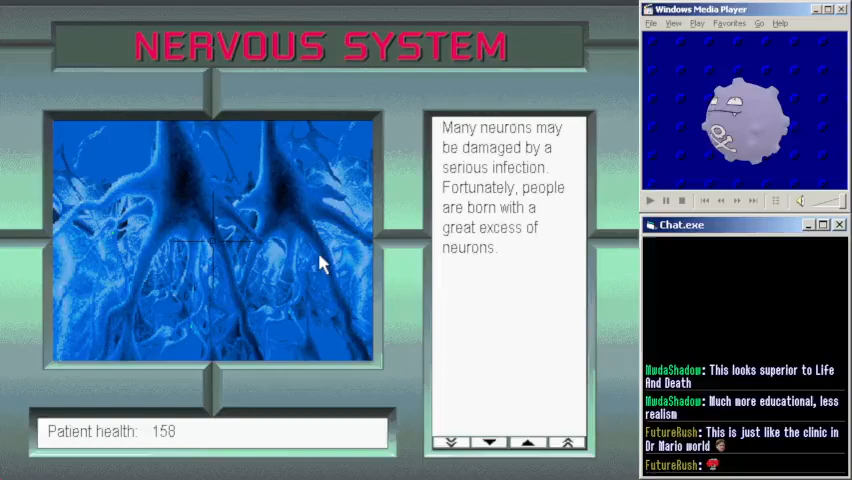 NERVOUS SYSTEM
Many neurons may
be damaged by a
serious infection.
Fortunately, people
are born with a
great excess of
neurons.
Patient health: 158
Windows Media Player
File View Play Favorites Go Help
Chat.exe
MwdaShadow: This looks superior to Life
And Death
MwdaShadow: Much more educational, less
realism
FutureRush: This is just like the clinic in
Dr Mario world
FutureRush: